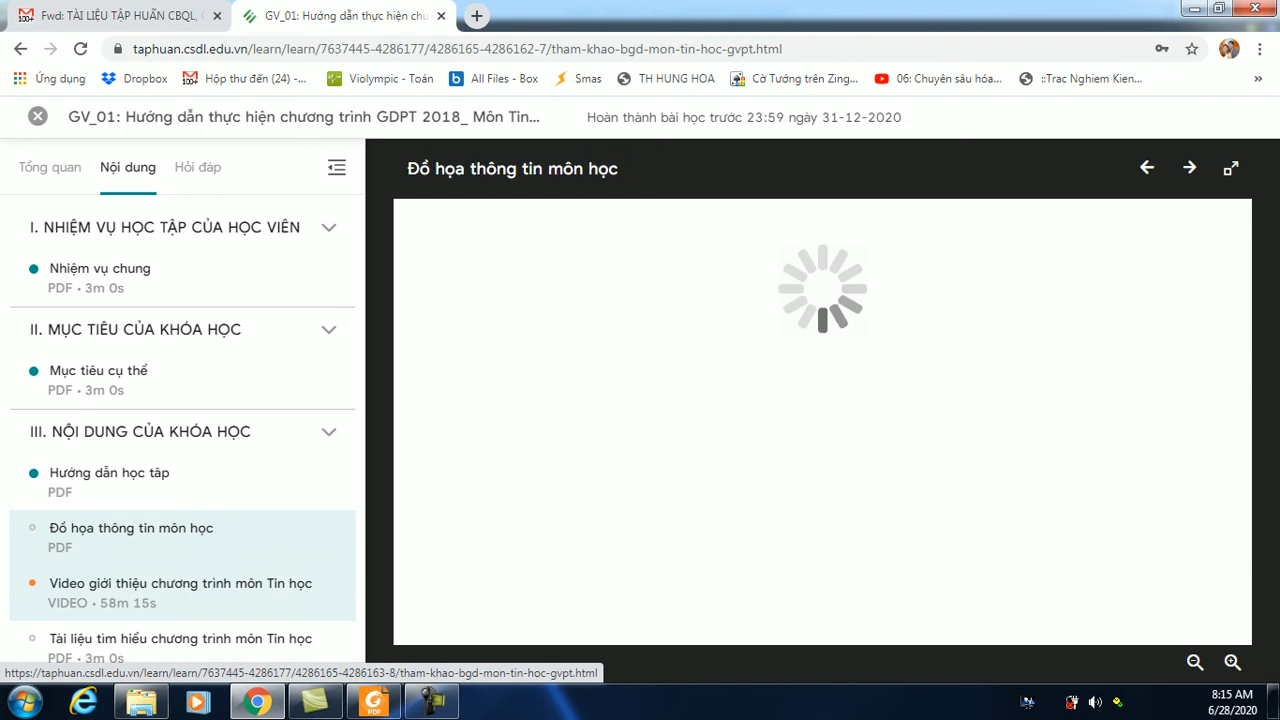 Fwd: TÀI LIỆU TẬP HUẤN CBQL, G
GV_01: Hướng dẫn thực hiện chư
taphuan.csdl.edu.vn/learn/learn/7637445-4286177/4286165-4286162-7/tham-khao-bgd-mon-tin-hoc-gvpt.html
Ứng dụng
Dropbox
Hộp thư đến (24) -...
Violympic - Toán
All Files - Box
Smas
TH HUNG HOA
Cờ Tướng trên Zing...
06: Chuyên sâu hóa...
::Trac Nghiem Kien...
»
GV_01: Hướng dẫn thực hiện chương trình GDPT 2018_ Môn Tin...
Hoàn thành bài học trước 23:59 ngày 31-12-2020
Tổng quan
Nội dung
Hỏi đáp
Đồ họa thông tin môn học
I. NHIỆM VỤ HỌC TẬP CỦA HỌC VIÊN
Nhiệm vụ chung
PDF • 3m 0s
II. MỤC TIÊU CỦA KHÓA HỌC
Mục tiêu cụ thể
PDF • 3m 0s
III. NỘI DUNG CỦA KHÓA HỌC
Hướng dẫn học tâp
PDF
Đồ họa thông tin môn học
PDF
Video giới thiệu chương trình môn Tin học
VIDEO • 58m 15s
Tài liệu tìm hiểu chương trình môn Tin học
PDF • 3m 0s
https://taphuan.csdl.edu.vn/learn/learn/7637445-4286177/4286165-4286163-8/tham-khao-bgd-mon-tin-hoc-gvpt.html
8:15 AM
6/28/2020